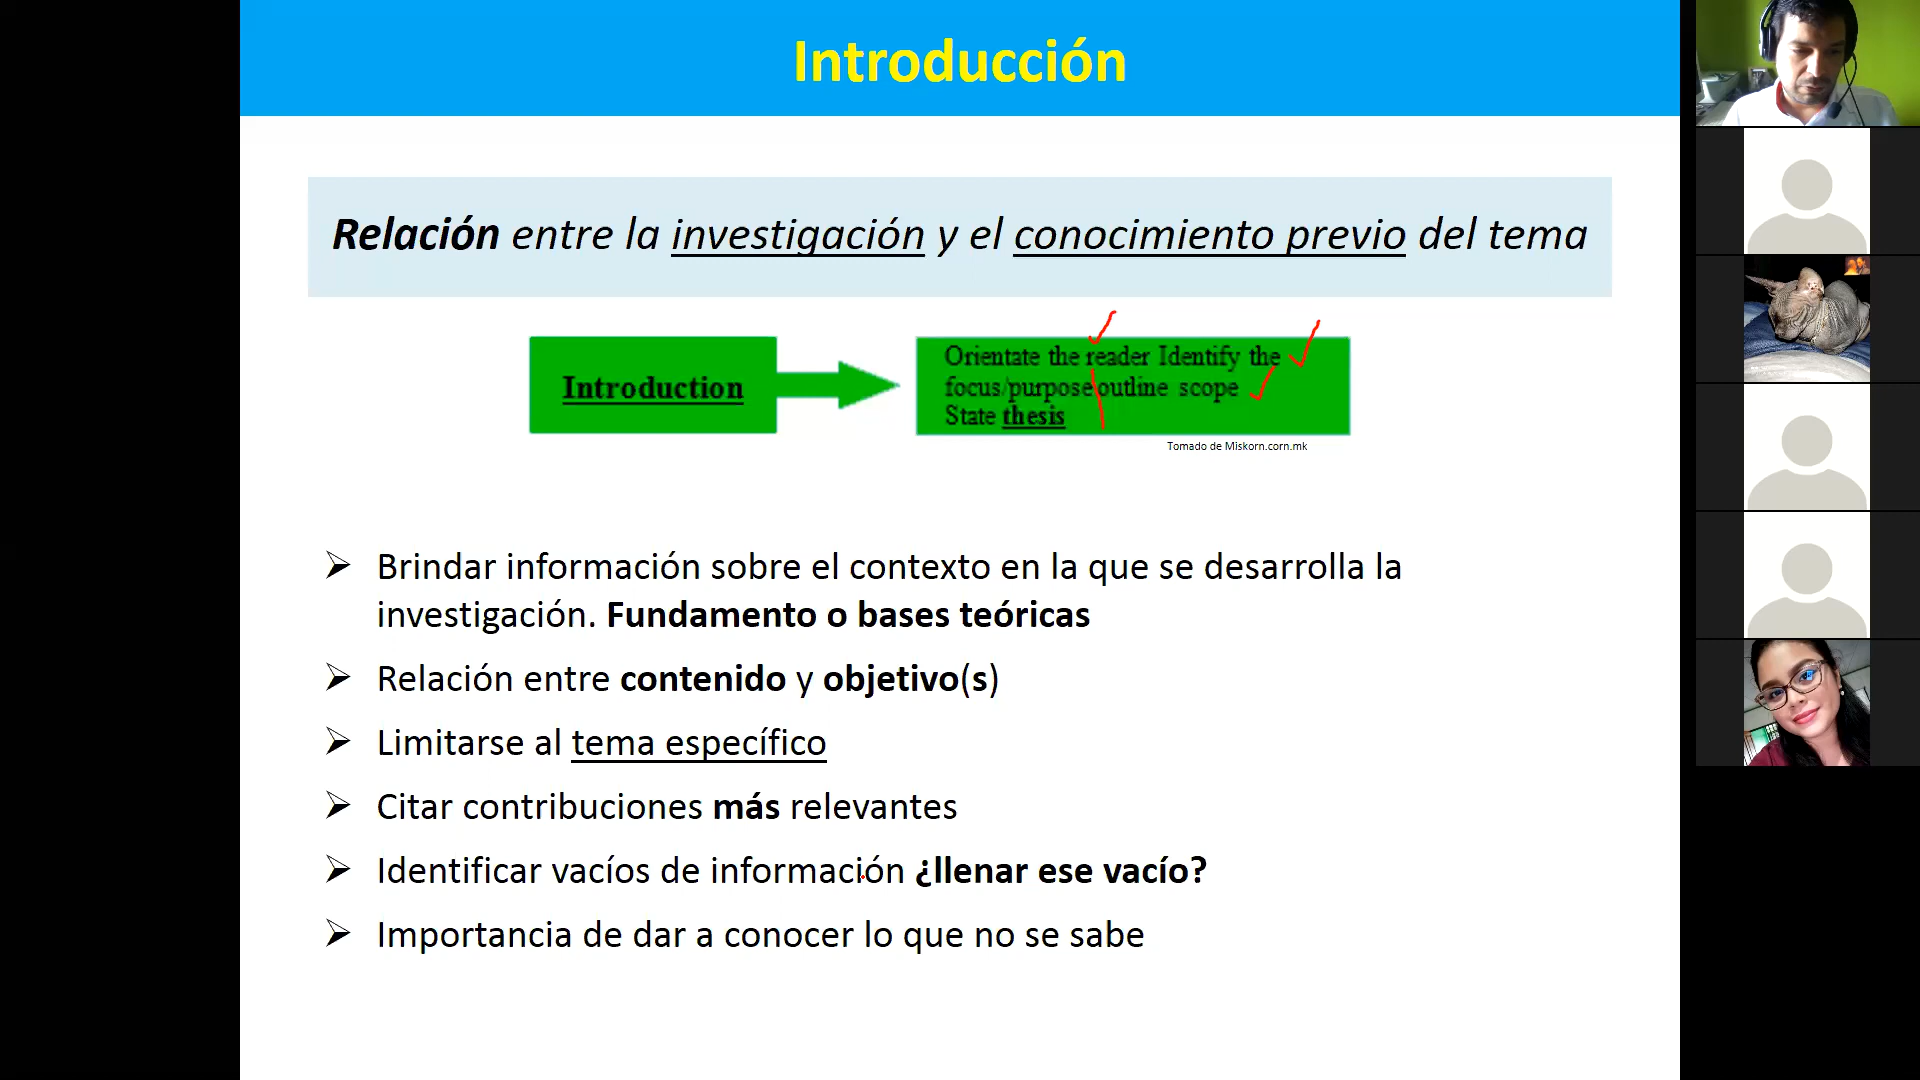 Introducción
Relación entre la investigación y el conocimiento previo del tema
Introduction
Orientate the reader Identify the
focus/purpose outline scope
State thesis
Tomado de Miskorn.corn.mk
Brindar información sobre el contexto en la que se desarrolla la
investigación. Fundamento o bases teóricas
Relación entre contenido y objetivo(s)
Limitarse al tema específico
Citar contribuciones más relevantes
Identificar vacíos de información ¿llenar ese vacío?
Importancia de dar a conocer lo que no se sabe